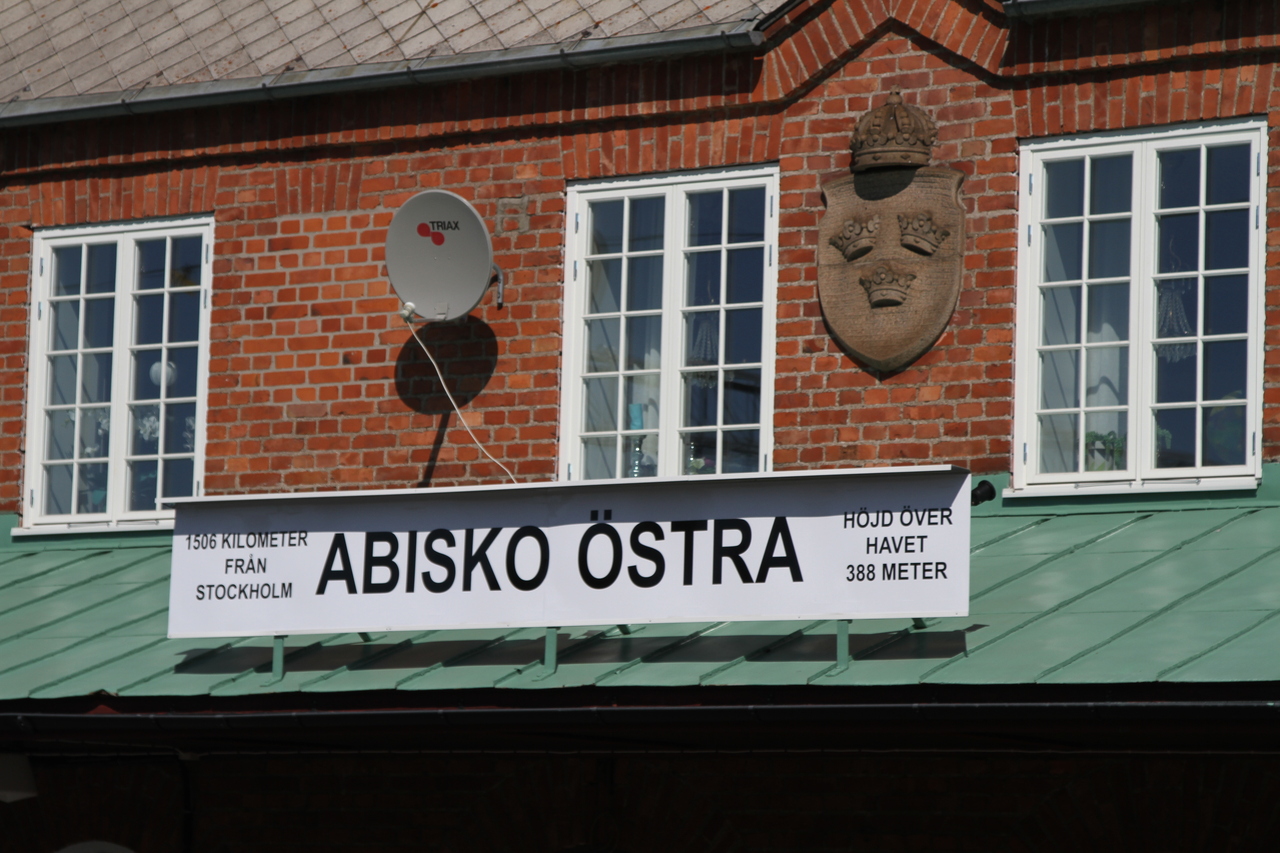 TRIAX
1506 KILOMETER
FRÅN
STOCKHOLM
ABISKO ÖSTRA
HÖJD ÖVER
HAVET
388 METER